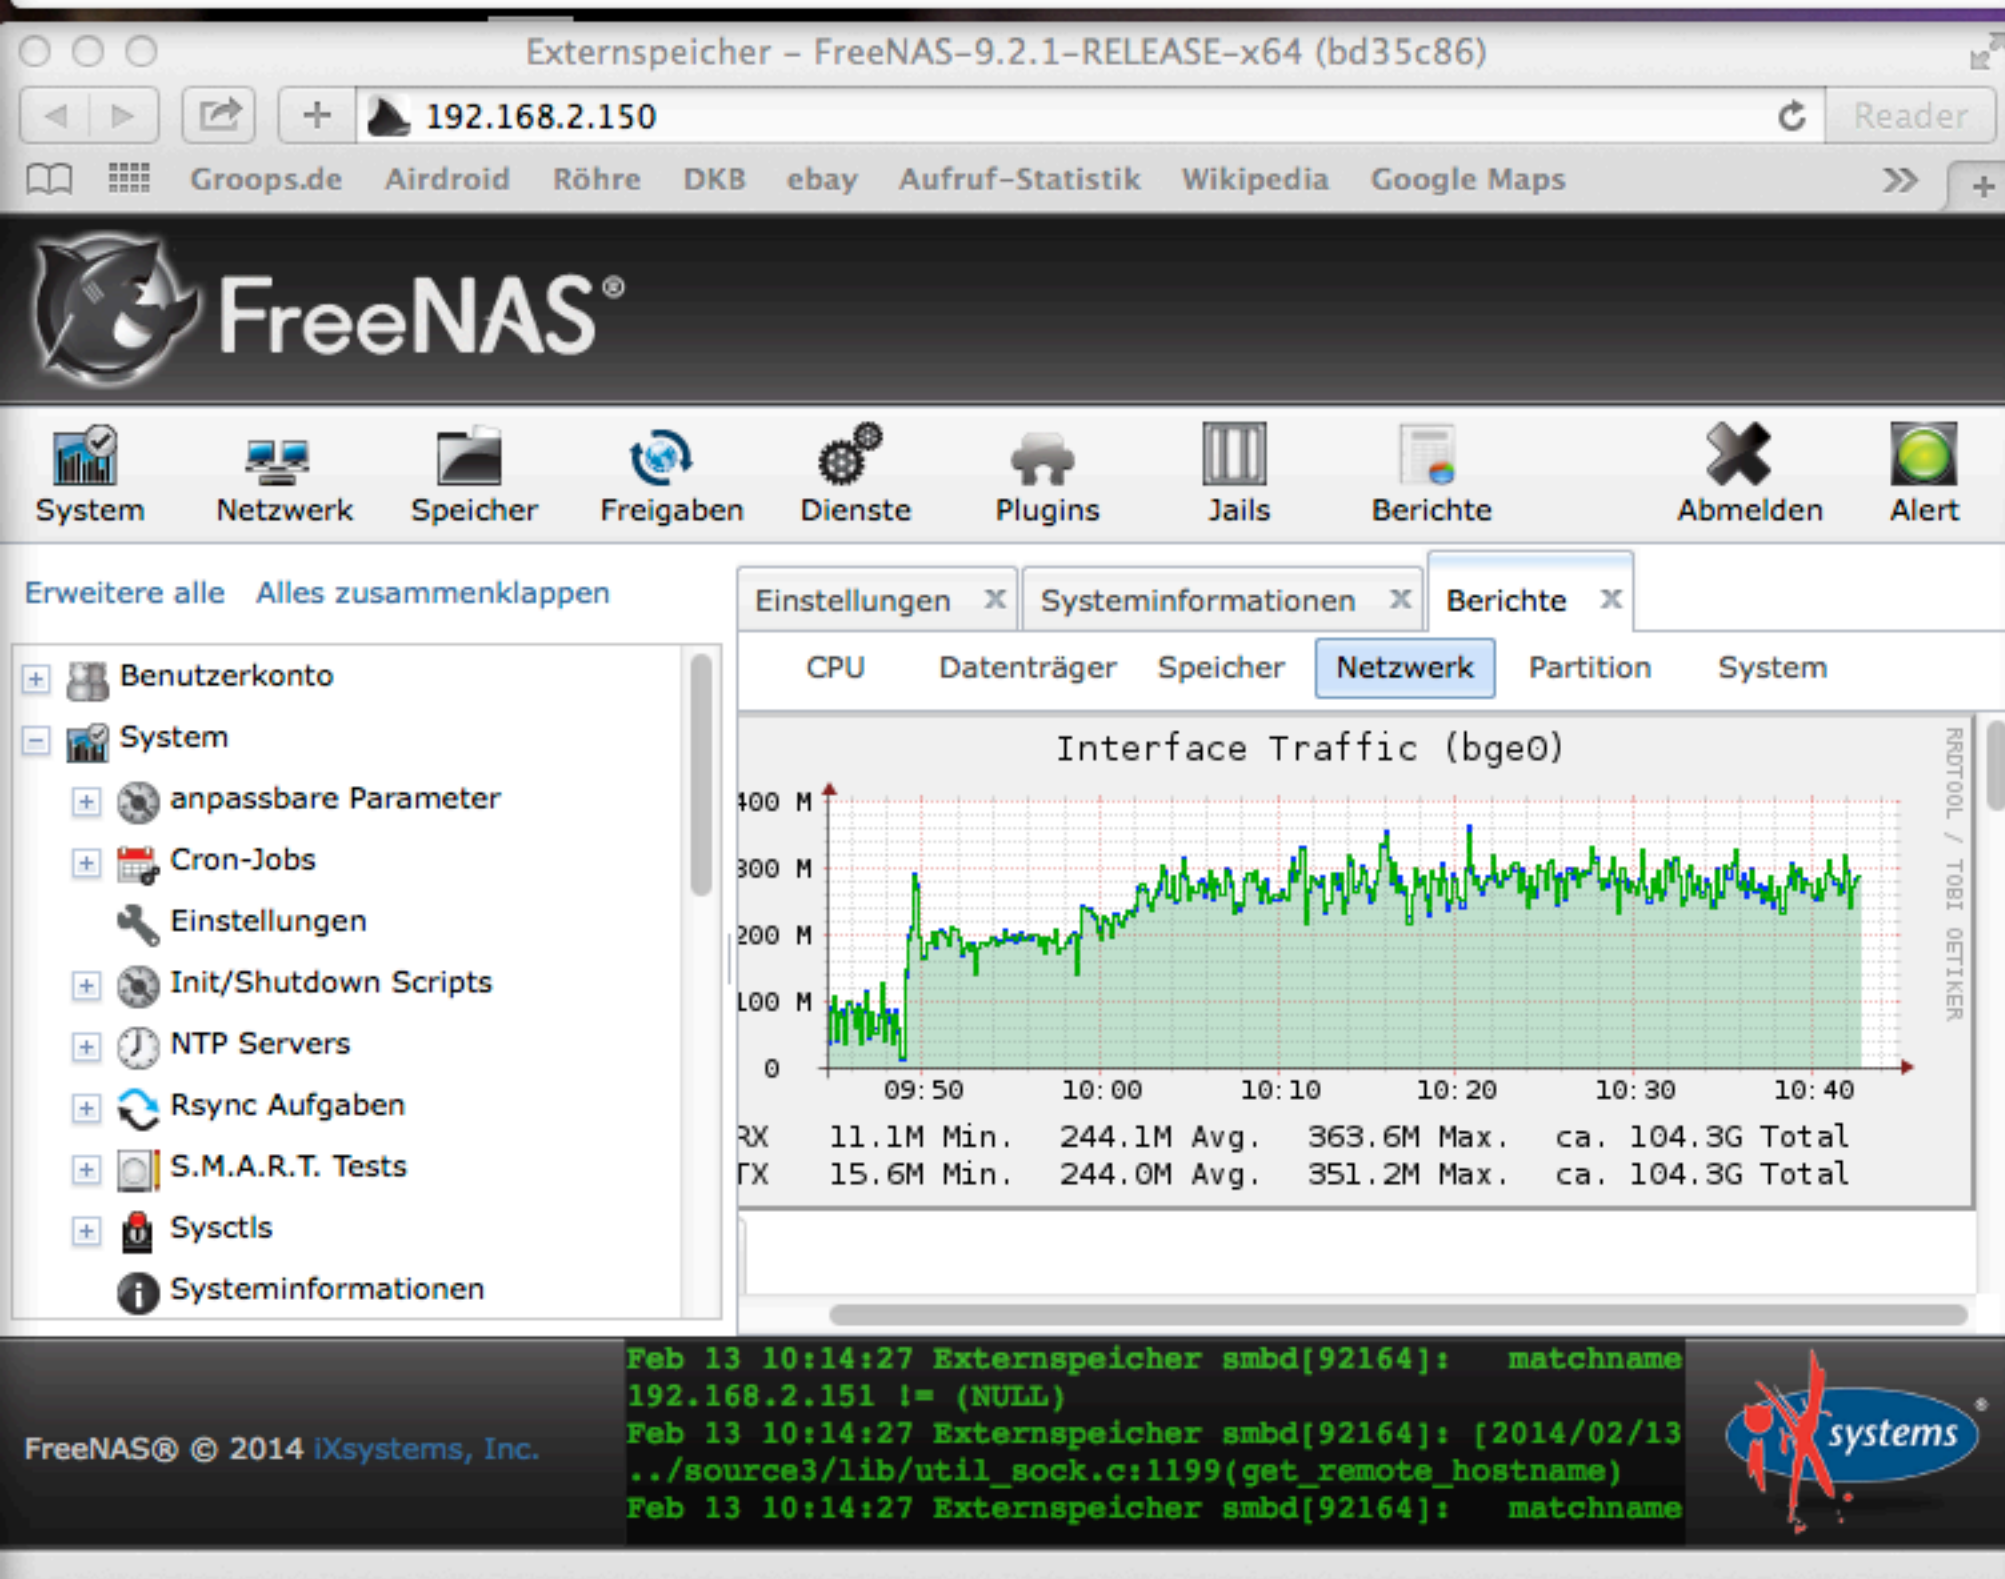 Externspeicher – FreeNAS-9.2.1-RELEASE-x64 (bd35c86)
192.168.2.150
Reader
Groops.de Airdroid Röhre DKB ebay Aufruf-Statistik Wikipedia Google Maps
FreeNAS®
System Netzwerk Speicher Freigaben Dienste Plugins Jails Berichte Abmelden Alert
Erweitere alle Alles zusammenklappen
Einstellungen x Systeminformationen x Berichte x
CPU Datenträger Speicher Netzwerk Partition System
Benutzerkonto
System
anpassbare Parameter
Cron-Jobs
Einstellungen
Init/Shutdown Scripts
NTP Servers
Rsync Aufgaben
S.M.A.R.T. Tests
Sysctls
Systeminformationen
Interface Traffic (bge0)
RRDTOOL / TOBI OETIKER
400 M
300 M
200 M
100 M
0
09:50 10:00 10:10 10:20 10:30 10:40
RX 11.1M Min. 244.1M Avg. 363.6M Max. ca. 104.3G Total
TX 15.6M Min. 244.0M Avg. 351.2M Max. ca. 104.3G Total
FreeNAS® © 2014 iXsystems, Inc.
Feb 13 10:14:27 Externspeicher smbd[92164]: matchname
192.168.2.151 != (NULL)
Feb 13 10:14:27 Externspeicher smbd[92164]: [2014/02/13
../source3/lib/util_sock.c:1199(get_remote_hostname)
Feb 13 10:14:27 Externspeicher smbd[92164]: matchname
iXsystems®